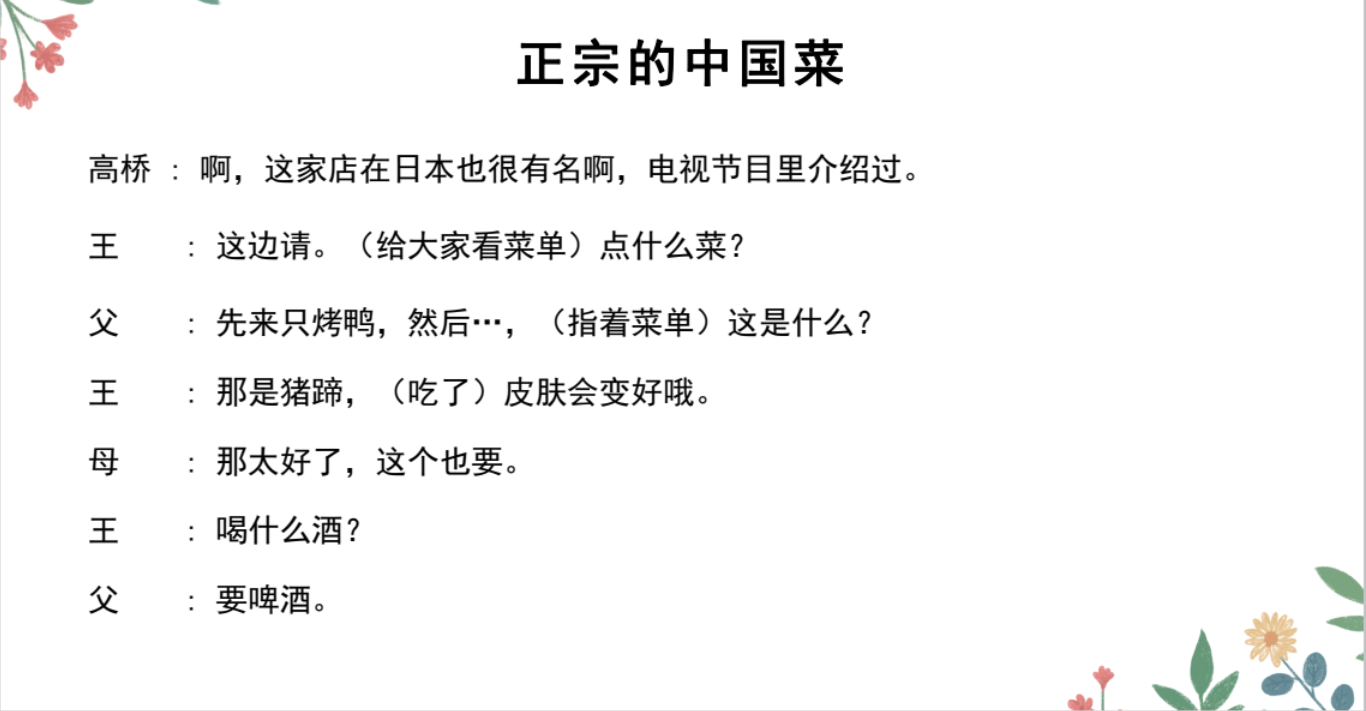 正宗的中国菜
高桥 : 啊，这家店在日本也很有名啊，电视节目里介绍过。
王 : 这边请。（给大家看菜单）点什么菜？
父 : 先来只烤鸭，然后…，（指着菜单）这是什么？
王 : 那是猪蹄，（吃了）皮肤会变好哦。
母 : 那太好了，这个也要。
王 : 喝什么酒？
父 : 要啤酒。